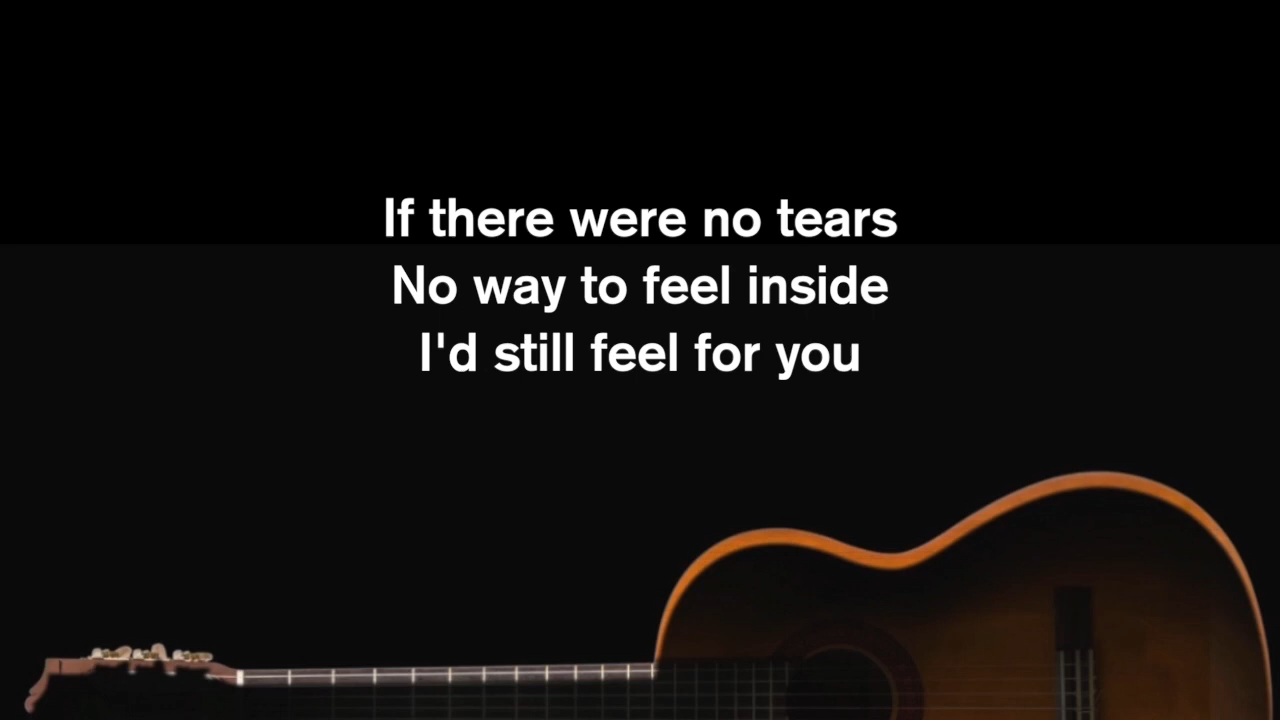 If there were no tears
No way to feel inside
I'd still feel for you